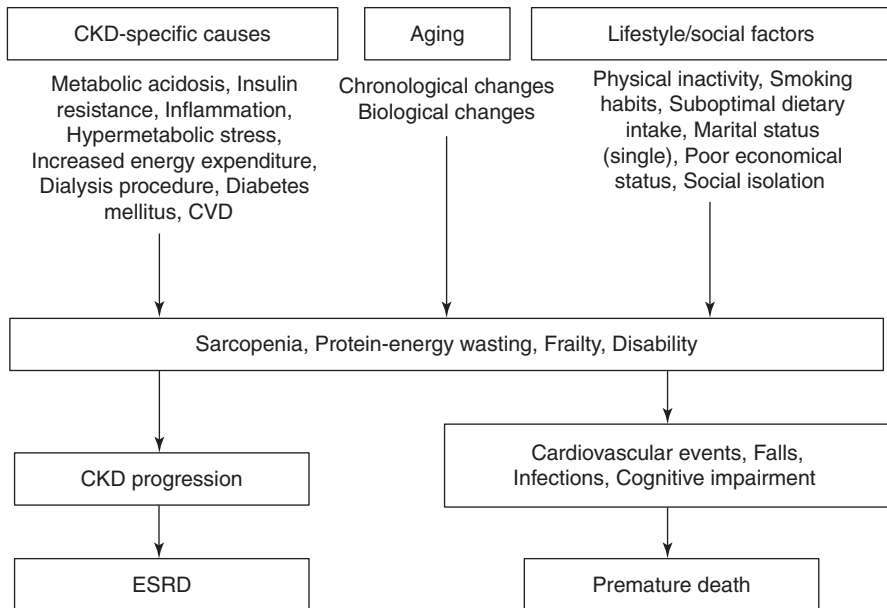 CKD-specific causes
Metabolic acidosis, Insulin
resistance, Inflammation,
Hypermetabolic stress,
Increased energy expenditure,
Dialysis procedure, Diabetes
mellitus, CVD
Aging
Chronological changes
Biological changes
Lifestyle/social factors
Physical inactivity, Smoking
habits, Suboptimal dietary
intake, Marital status
(single), Poor economical
status, Social isolation
Sarcopenia, Protein-energy wasting, Frailty, Disability
CKD progression
Cardiovascular events, Falls,
Infections, Cognitive impairment
ESRD
Premature death